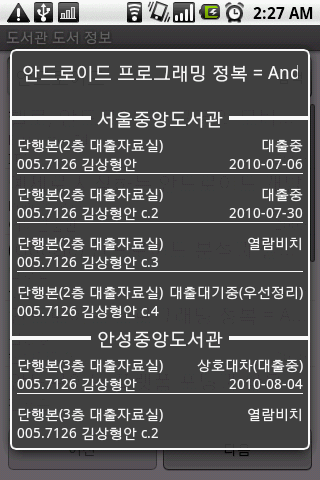 2:27 AM
도서관 도서 정보
안드로이드 프로그래밍 정복 = And
서울중앙도서관
단행본(2층 대출자료실) 대출중
005.7126 김상형안 2010-07-06
단행본(2층 대출자료실) 대출중
005.7126 김상형안 c.2 2010-07-30
단행본(2층 대출자료실) 열람비치
005.7126 김상형안 c.3
단행본(2층 대출자료실) 대출대기중(우선정리)
005.7126 김상형안 c.4
안성중앙도서관
단행본(3층 대출자료실) 상호대차(대출중)
005.7126 김상형안 2010-08-04
단행본(3층 대출자료실) 열람비치
005.7126 김상형안 c.2